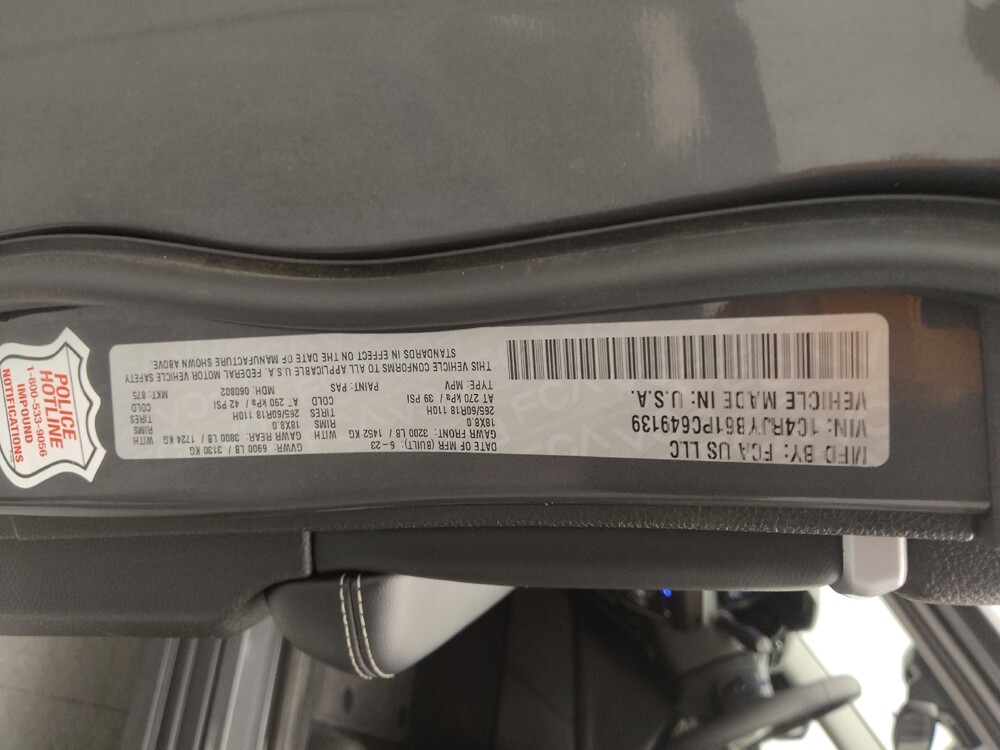 MFD BY: FCA US LLC
VIN: 1C4RJYB61PC649139
VEHICLE MADE IN: U.S.A.
DATE OF MFR (BUILT): 6-23 GVWR: 6900 LB / 3130 KG
GAWR FRONT: 3200 LB / 1452 KG WITH GAWR REAR: 3800 LB / 1724 KG WITH
18X8.0 RIMS 18X8.0 RIMS
265/60R18 110H TIRES 265/60R18 110H TIRES
AT 270 kPa / 39 PSI COLD AT 290 kPa / 42 PSI COLD
TYPE: MPV PAINT: PAS MDH: 060802 MKT: 875
THIS VEHICLE CONFORMS TO ALL APPLICABLE U.S.A. FEDERAL MOTOR VEHICLE SAFETY
STANDARDS IN EFFECT ON THE DATE OF MANUFACTURE SHOWN ABOVE.
POLICE
HOTLINE
1-800-533-9056
IMPOUND
NOTIFICATIONS